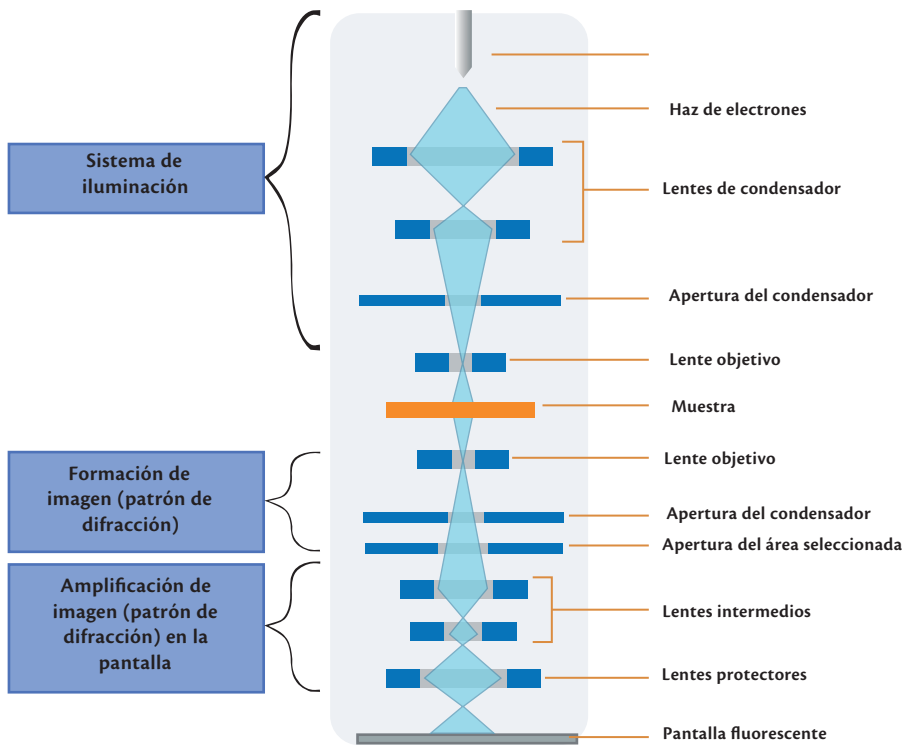 Haz de electrones
Sistema de
iluminación
Lentes de condensador
Apertura del condensador
Lente objetivo
Muestra
Formación de
imagen (patrón de
difracción)
Lente objetivo
Apertura del condensador
Apertura del área seleccionada
Amplificación de
imagen (patrón de
difracción) en la
pantalla
Lentes intermedios
Lentes protectores
Pantalla fluorescente